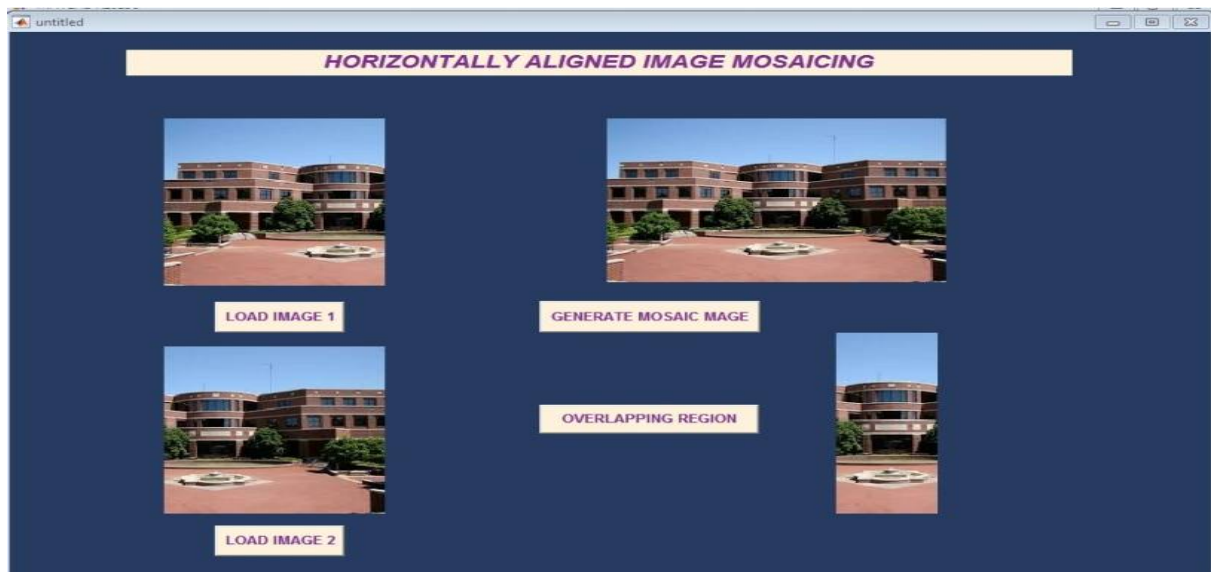 untitled
HORIZONTALLY ALIGNED IMAGE MOSAICING
LOAD IMAGE 1
GENERATE MOSAIC MAGE
OVERLAPPING REGION
LOAD IMAGE 2